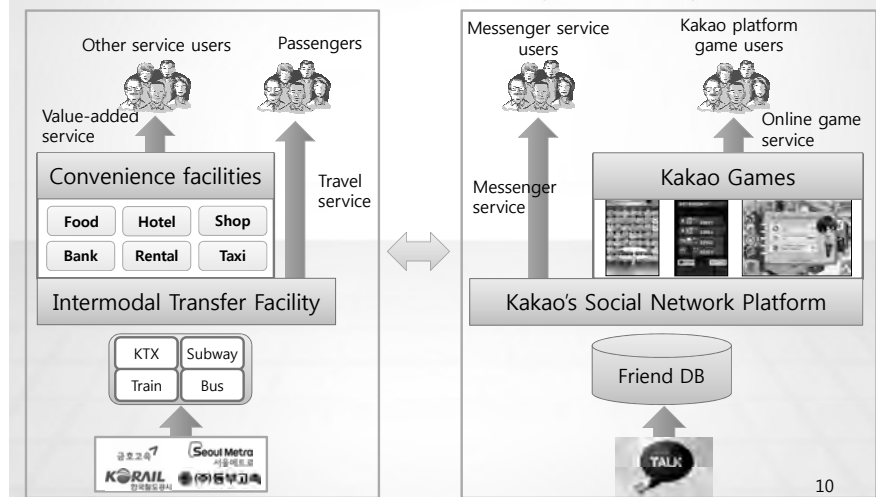 Other service users
Passengers
Value-added
service
Convenience facilities
Travel
service
Food
Hotel
Shop
Bank
Rental
Taxi
Intermodal Transfer Facility
KTX
Subway
Train
Bus
금호고속
Seoul Metro
서울메트로
KORAIL
한국철도공사
(주)동부고속
Messenger service
users
Kakao platform
game users
Online game
service
Messenger
service
Kakao Games
Kakao's Social Network Platform
Friend DB
TALK
10